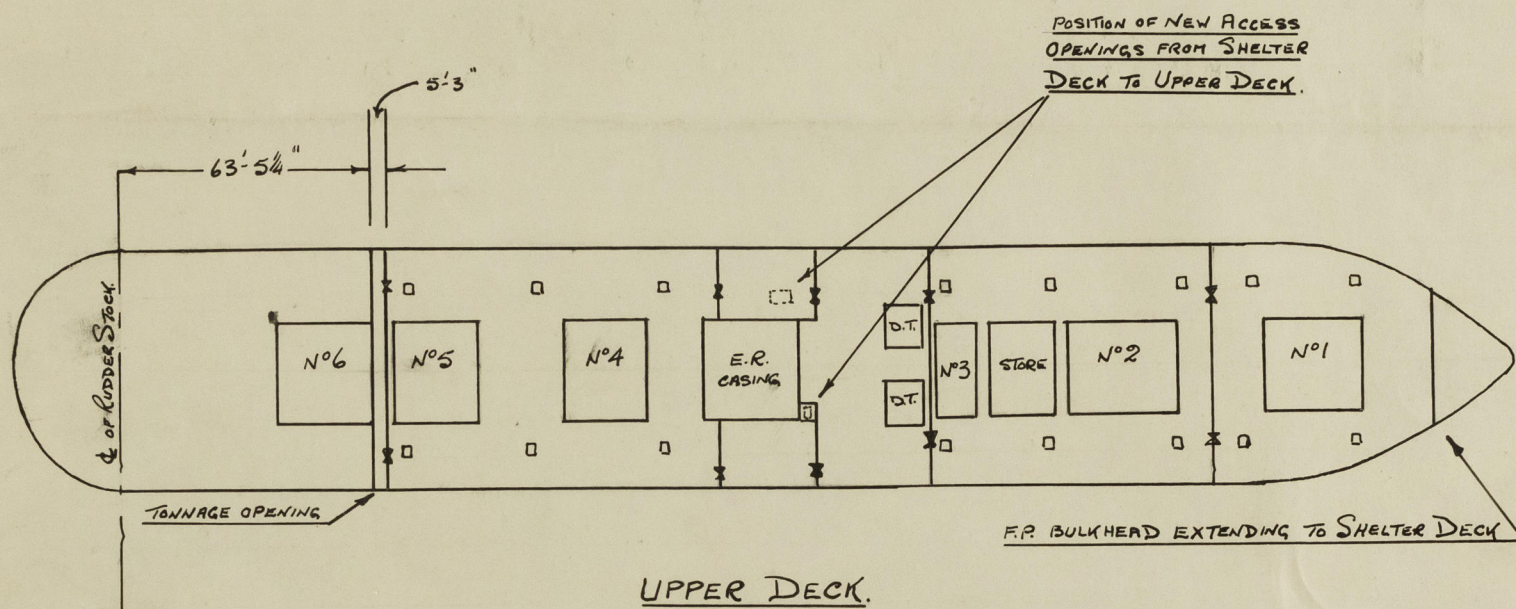 POSITION OF NEW ACCESS
OPENINGS FROM SHELTER
DECK TO UPPER DECK.
5'-3"
63'-5¼"
℄ OF RUDDER STOCK.
Nº6
Nº5
Nº4
E.R.
CASING
D.T.
D.T.
Nº3
STORE
Nº2
Nº1
TONNAGE OPENING
F.P. BULKHEAD EXTENDING TO SHELTER DECK
UPPER DECK.